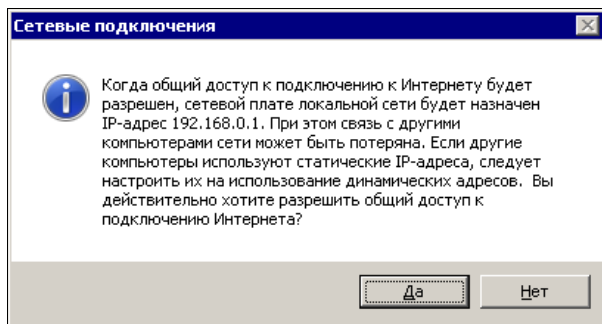 Сетевые подключения
Когда общий доступ к подключению к Интернету будет
разрешен, сетевой плате локальной сети будет назначен
IP-адрес 192.168.0.1. При этом связь с другими
компьютерами сети может быть потеряна. Если другие
компьютеры используют статические IP-адреса, следует
настроить их на использование динамических адресов.  Вы
действительно хотите разрешить общий доступ к
подключению Интернета?
Да
Нет